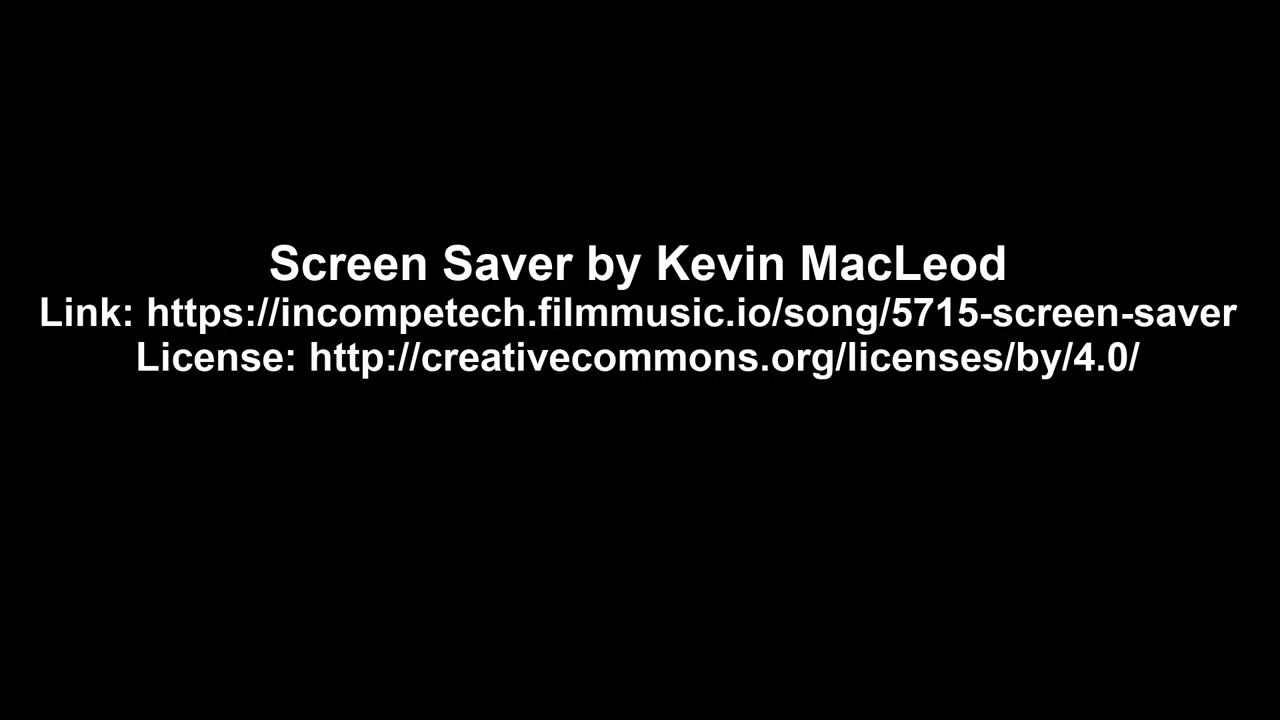 Screen Saver by Kevin MacLeod
Link: https://incompetech.filmmusic.io/song/5715-screen-saver
License: http://creativecommons.org/licenses/by/4.0/